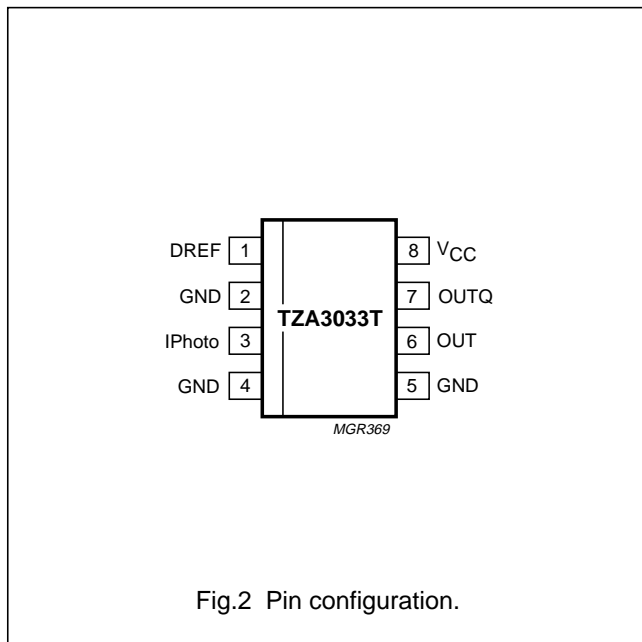 DREF 1
GND 2
IPhoto 3
GND 4
TZA3033T
8 VCC
7 OUTQ
6 OUT
5 GND
MGR369
Fig.2 Pin configuration.